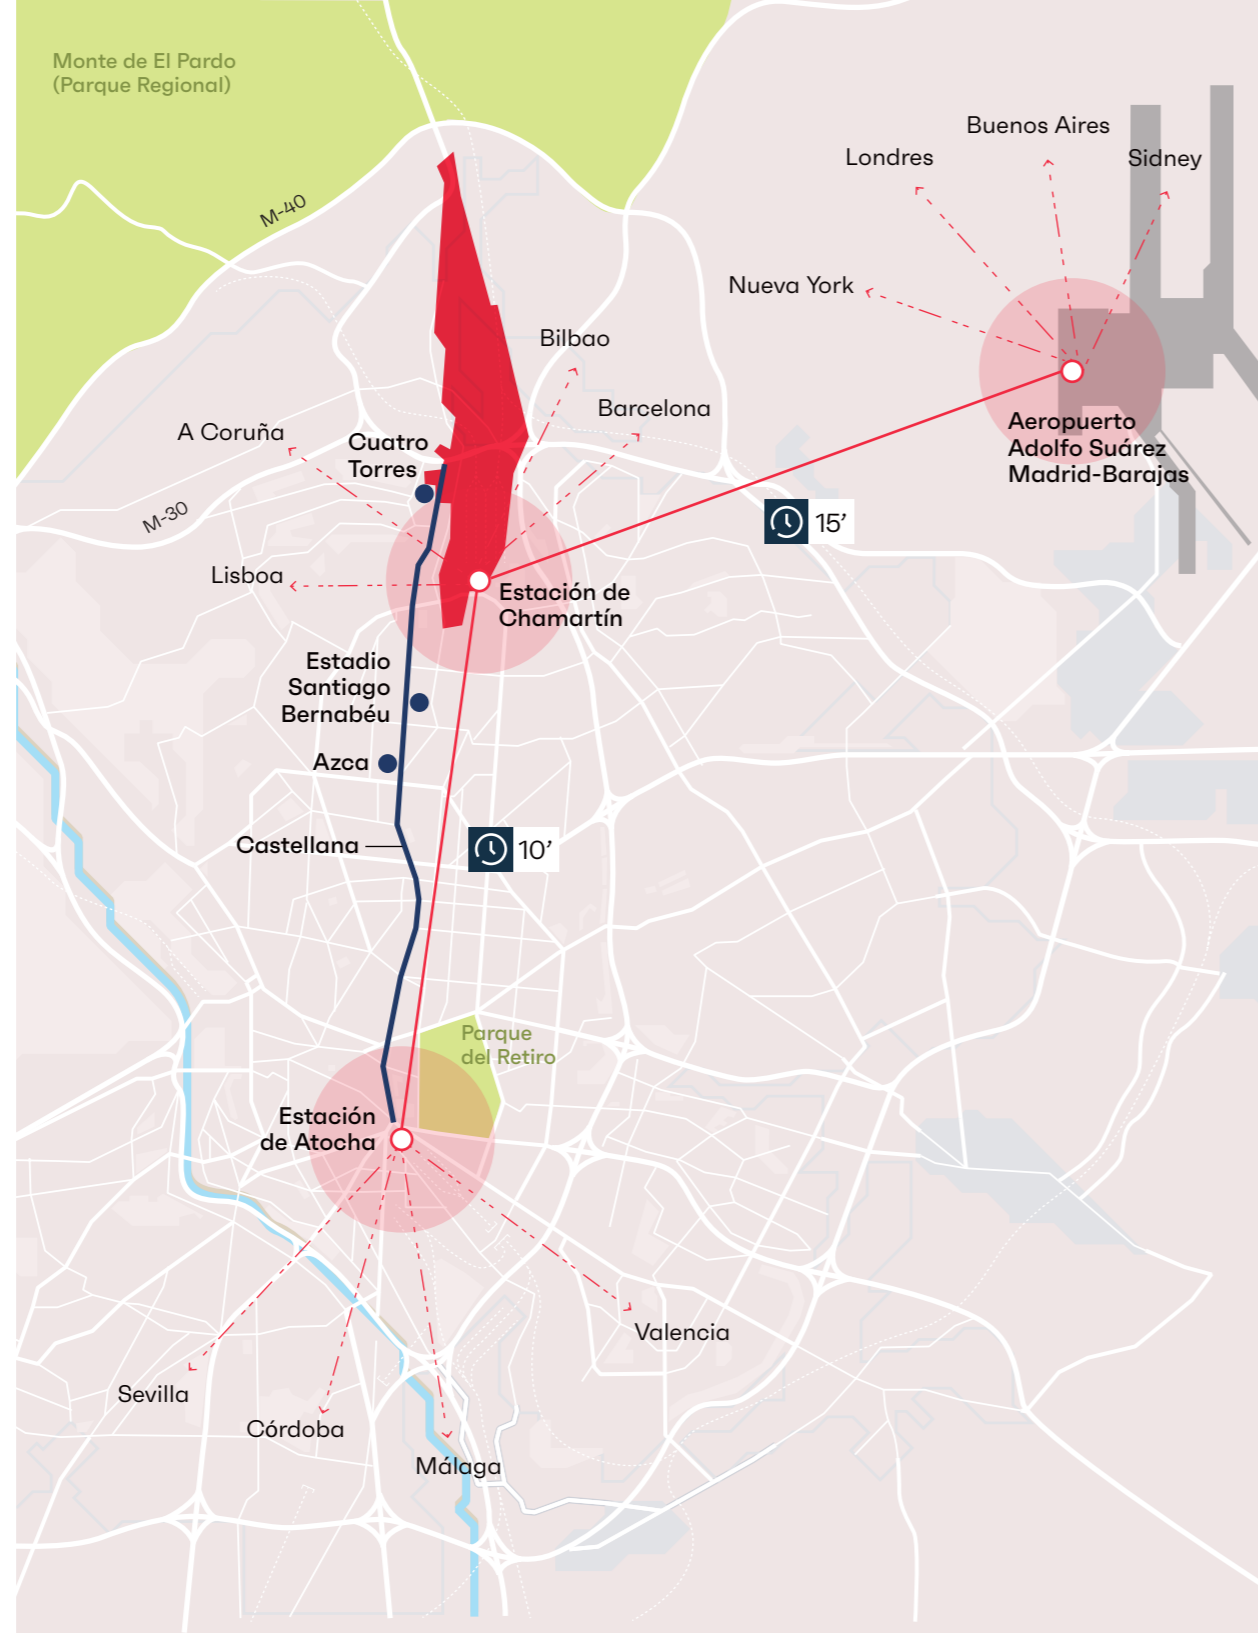 Monte de El Pardo
(Parque Regional)
Buenos Aires
Londres
Sidney
M-40
Nueva York
Bilbao
Barcelona
A Coruña
Cuatro
Torres
Aeropuerto
Adolfo Suárez
Madrid-Barajas
M-30
15’
Lisboa
Estación de
Chamartín
Estadio
Santiago
Bernabéu
Azca
Castellana
10’
Parque
del Retiro
Estación
de Atocha
Valencia
Sevilla
Córdoba
Málaga